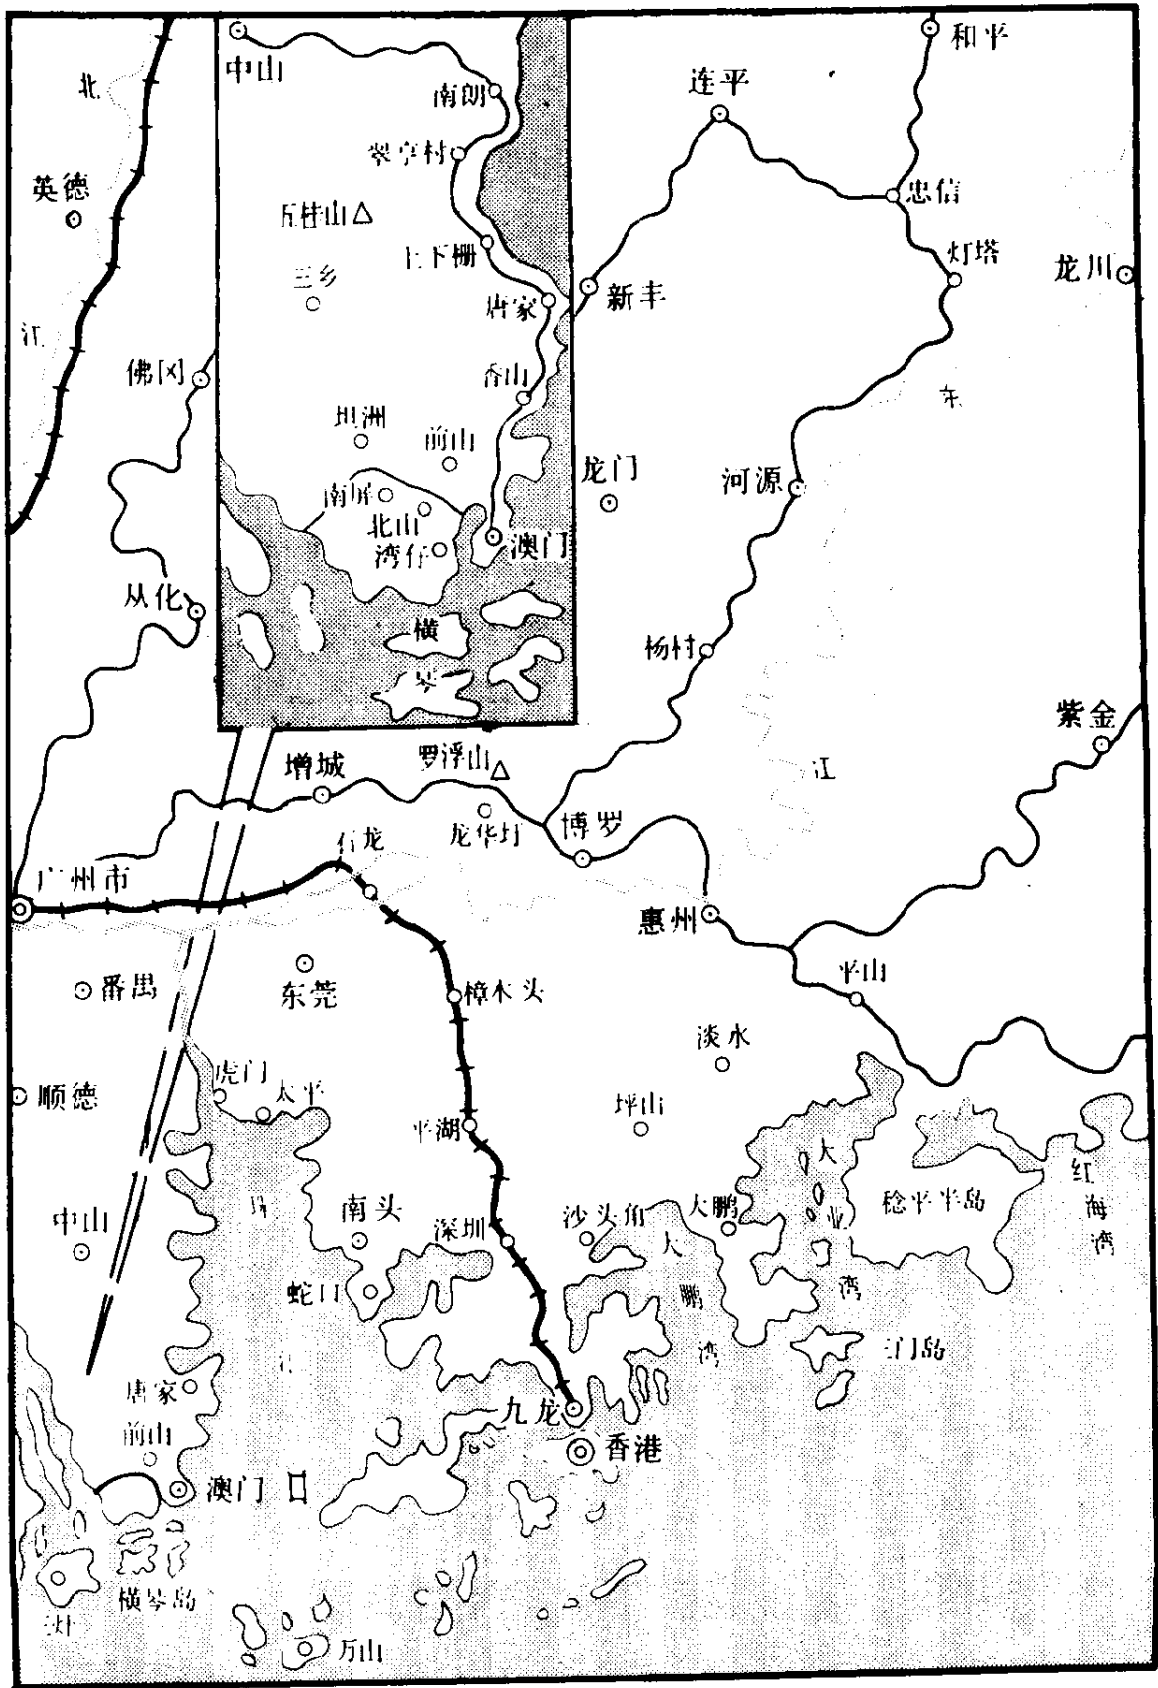 中山
和平
北
连平
南朗
翠亨村
英德
忠信
三乡
上下栅
灯塔
龙川
唐家
新丰
江
佛冈
香山
东
坦洲
前山
龙门
河源
南屏
北山
澳门
湾仔
从化
横
杨村
琴
紫金
罗浮山
增城
江
博罗
龙华圩
石龙
广州市
惠州
平山
番禺
东莞
樟木头
淡水
虎门
太平
顺德
坪山
平湖
大
红
稔平半岛
海
珠
中山
南头
深圳
沙头角
大鹏
亚
大
湾
蛇口
鹏
湾
湾
江
三门岛
唐家
九龙
前山
香港
澳门
口
横琴岛
三灶
万山